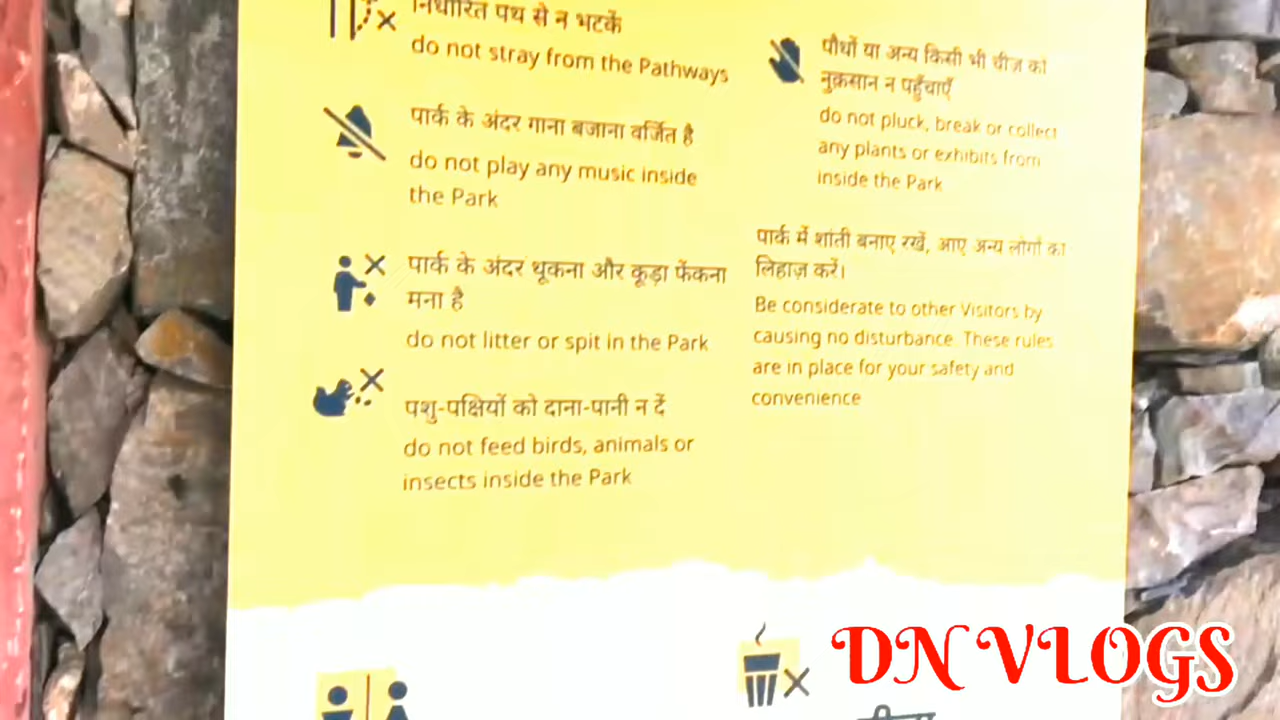 निर्धारित पथ से न भटकें
do not stray from the Pathways
पार्क के अंदर गाना बजाना वर्जित है
do not play any music inside
the Park
पार्क के अंदर थूकना और कूड़ा फेंकना
मना है
do not litter or spit in the Park
पशु-पक्षियों को दाना-पानी न दें
do not feed birds, animals or
insects inside the Park
पौधों या अन्य किसी भी चीज़ को
नुक़सान न पहुँचाएँ
do not pluck, break or collect
any plants or exhibits from
inside the Park
पार्क में शांती बनाए रखें, आए अन्य लोगों का
लिहाज़ करें।
Be considerate to other Visitors by
causing no disturbance. These rules
are in place for your safety and
convenience
DN VLOGS